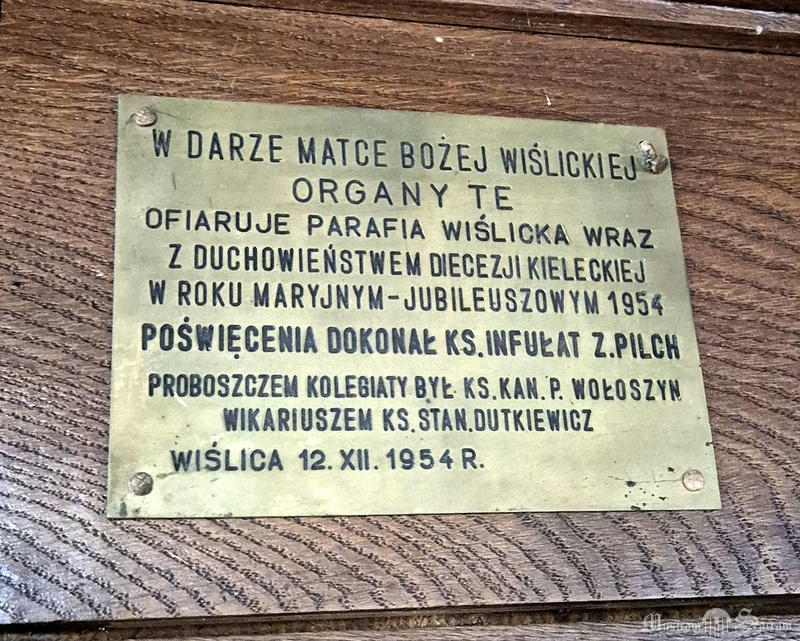 W DARZE MATCE BOŻEJ WIŚLICKIEJ
ORGANY TE
OFIARUJE PARAFIA WIŚLICKA WRAZ
Z DUCHOWIEŃSTWEM DIECEZJI KIELECKIEJ
W ROKU MARYJNYM-JUBILEUSZOWYM 1954
POŚWIĘCENIA DOKONAŁ KS. INFUŁAT Z. PILCH
PROBOSZCZEM KOLEGIATY BYŁ KS. KAN. P. WOŁOSZYN
WIKARIUSZEM KS. STAN. DUTKIEWICZ
WIŚLICA 12. XII. 1954 R.